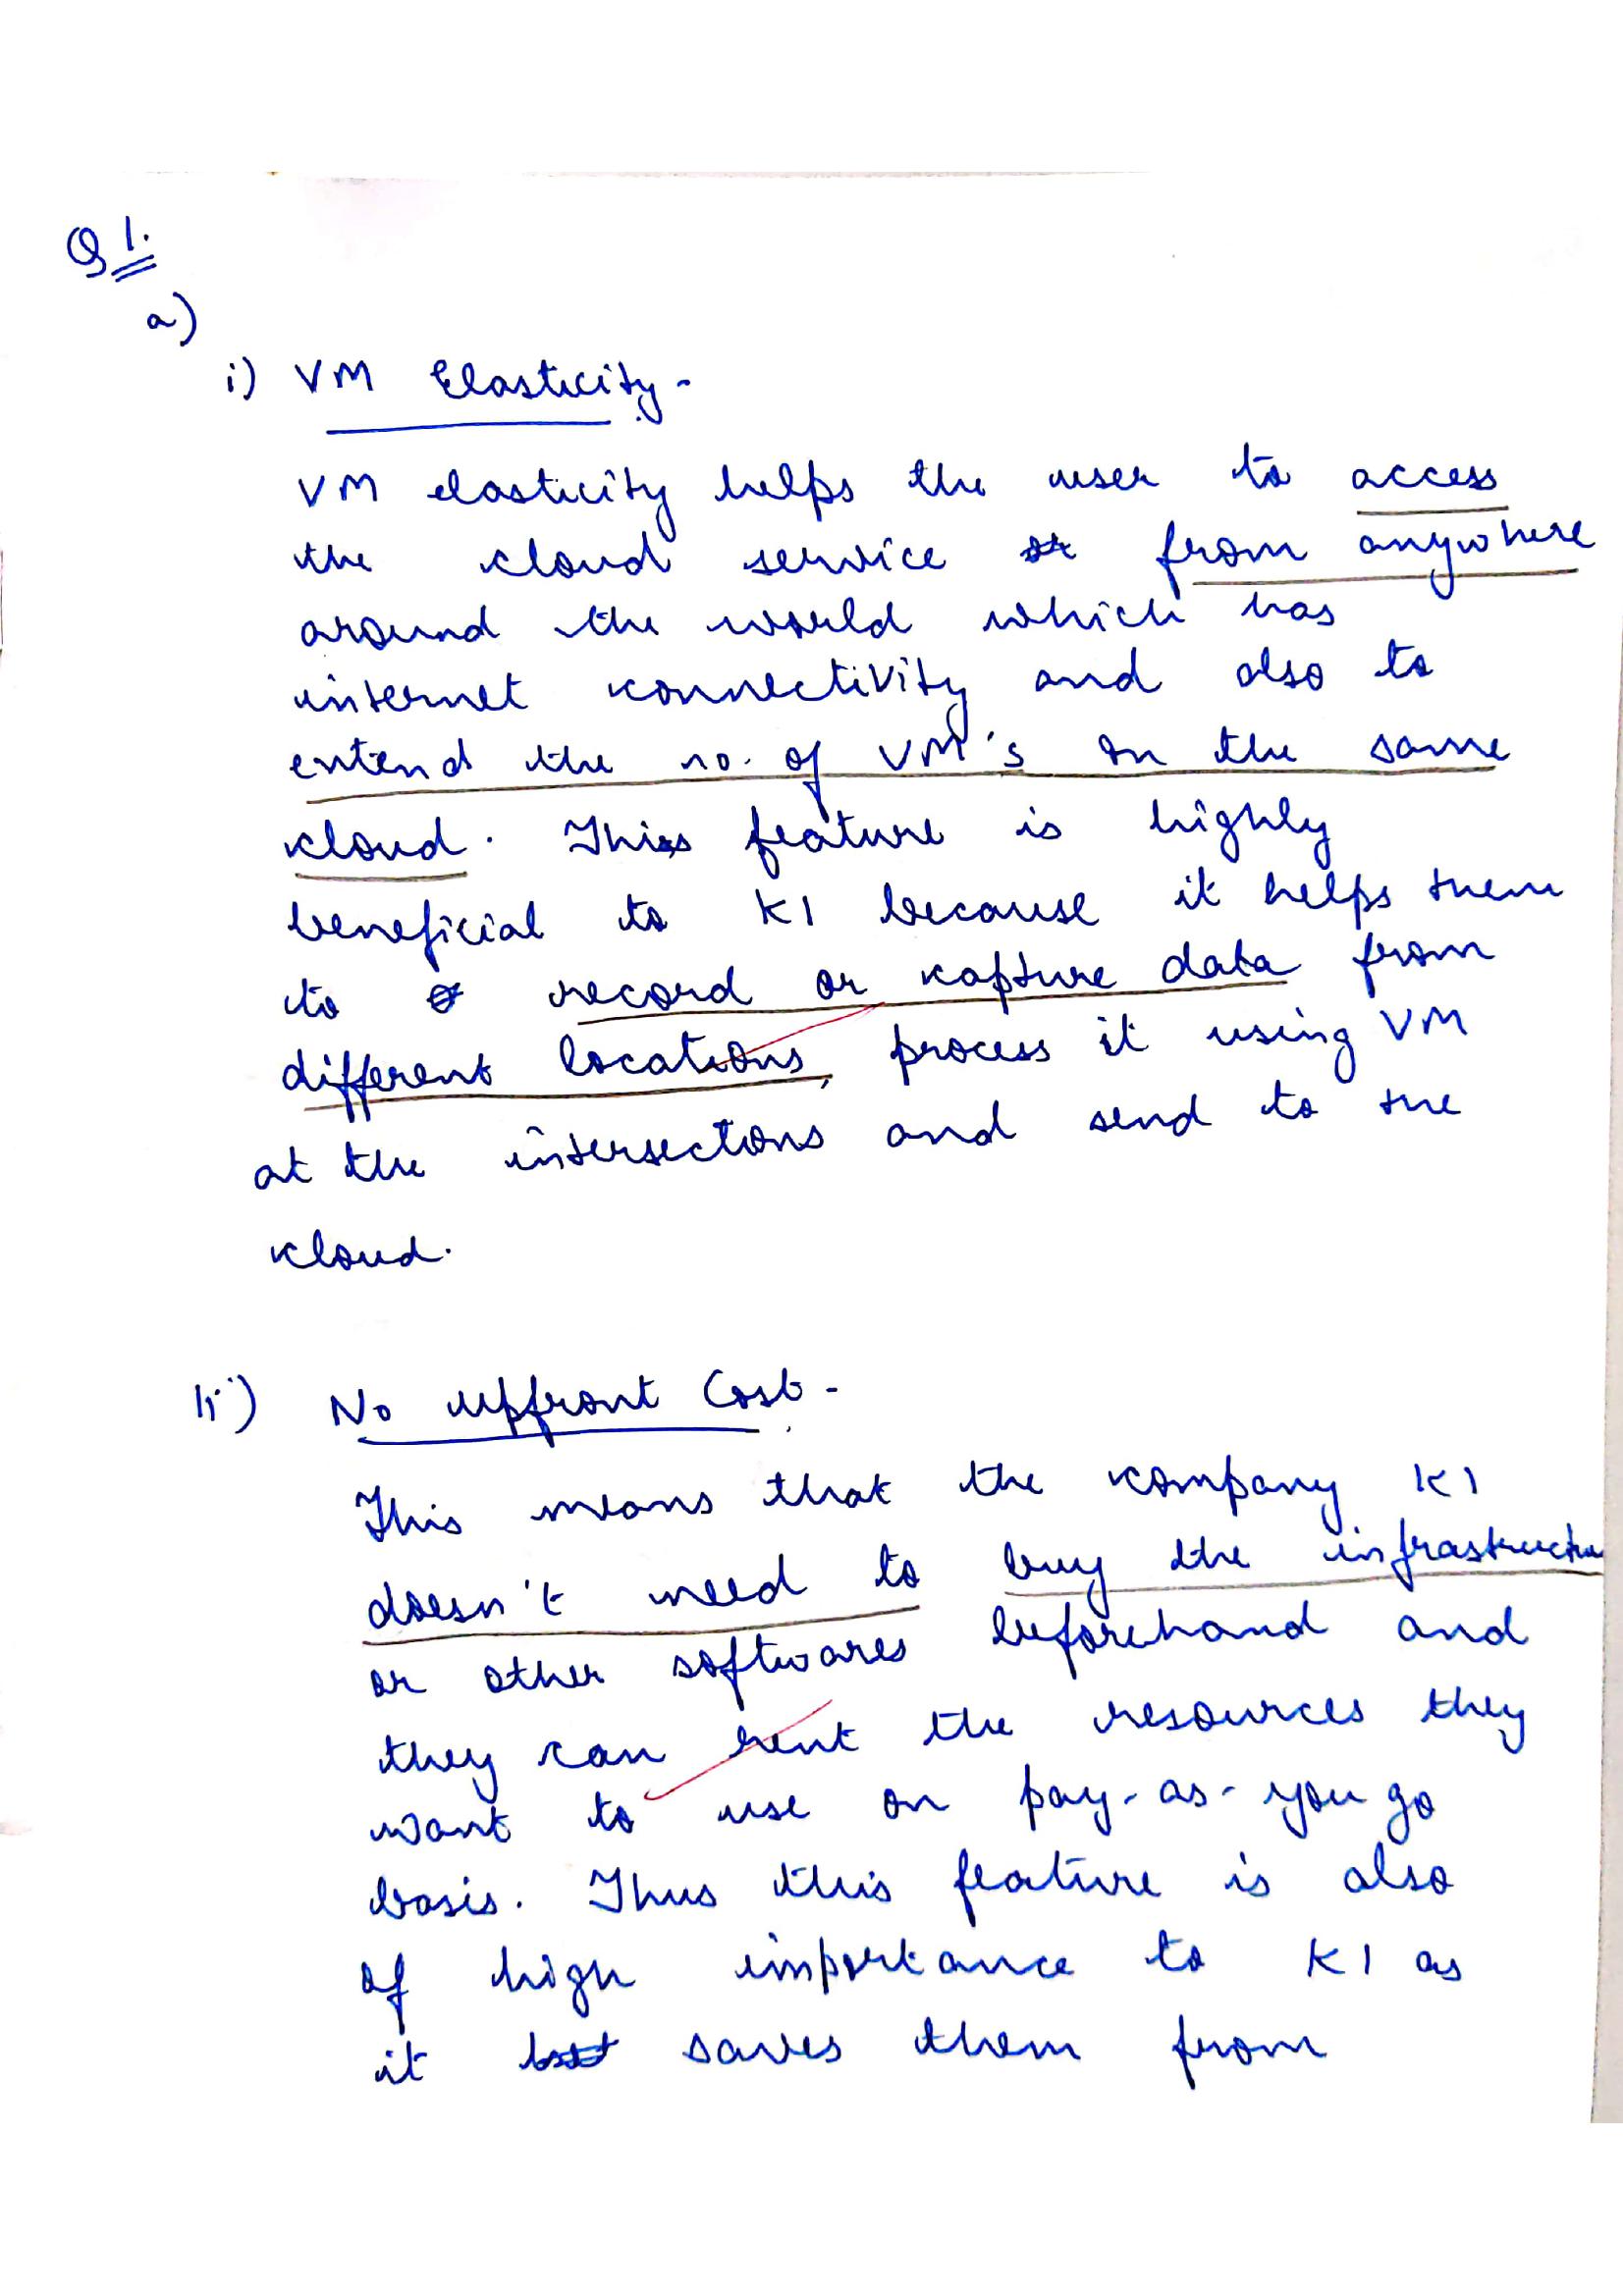 Q 1.
a)
i) VM Elasticity -
VM elasticity helps the user to access
the cloud service from anywhere
around the world which has
internet connectivity and also to
extend the no. of VM's on the same
cloud. This feature is highly
beneficial to K1 because it helps them
to record or capture data from
different locations, process it using VM
at the intersections and send to the
cloud.
ii) No upfront Cost -
This means that the company K1
doesn't need to buy the infrastructure
or other softwares beforehand and
they can rent the resources they
want to use on pay-as-you go
basis. Thus this feature is also
of high importance to K1 as
it saves them from